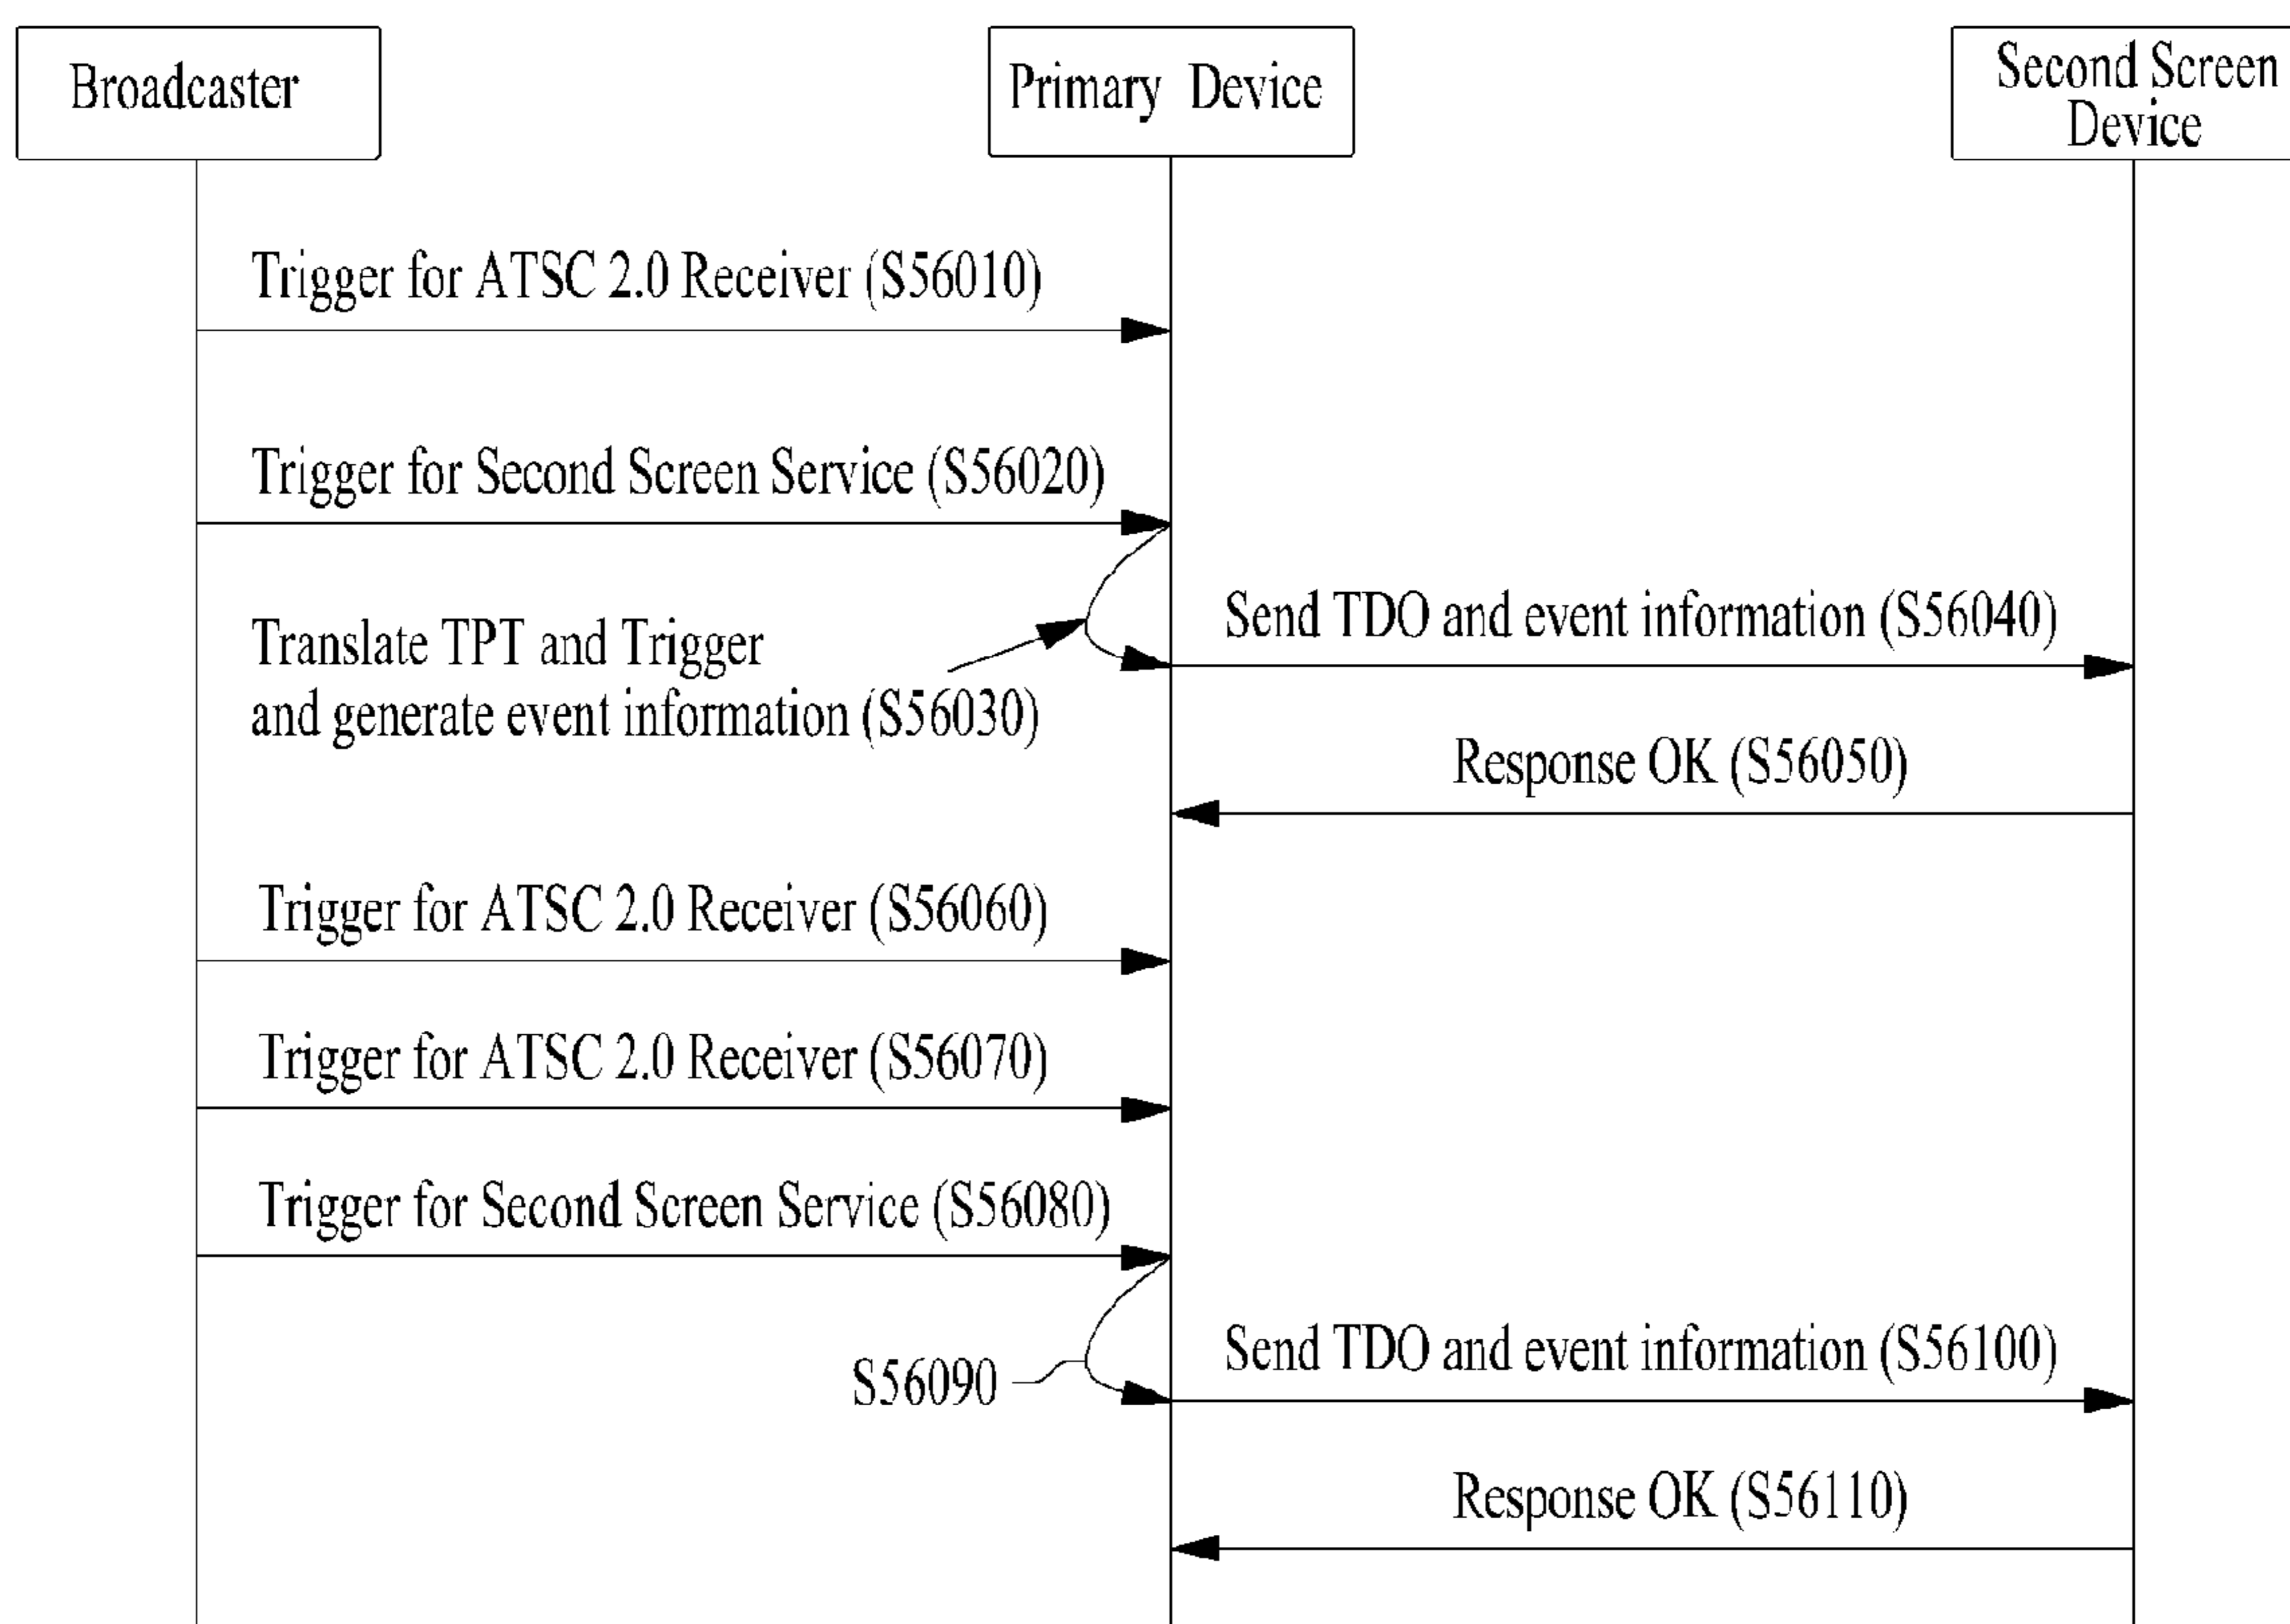 Broadcaster
Primary Device
Second Screen
Device
Trigger for ATSC 2.0 Receiver (S56010)
Trigger for Second Screen Service (S56020)
Translate TPT and Trigger
and generate event information (S56030)
Send TDO and event information (S56040)
Response OK (S56050)
Trigger for ATSC 2.0 Receiver (S56060)
Trigger for ATSC 2.0 Receiver (S56070)
Trigger for Second Screen Service (S56080)
S56090
Send TDO and event information (S56100)
Response OK (S56110)